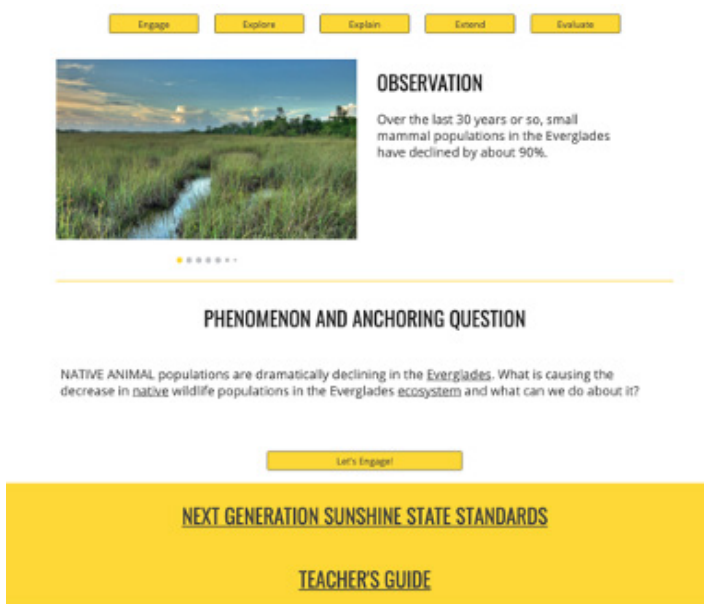 Engage
Explore
Explain
Extend
Evaluate
OBSERVATION
Over the last 30 years or so, small
mammal populations in the Everglades
have declined by about 90%.
PHENOMENON AND ANCHORING QUESTION
NATIVE ANIMAL populations are dramatically declining in the Everglades. What is causing the
decrease in native wildlife populations in the Everglades ecosystem and what can we do about it?
Let's Engage!
NEXT GENERATION SUNSHINE STATE STANDARDS
TEACHER'S GUIDE